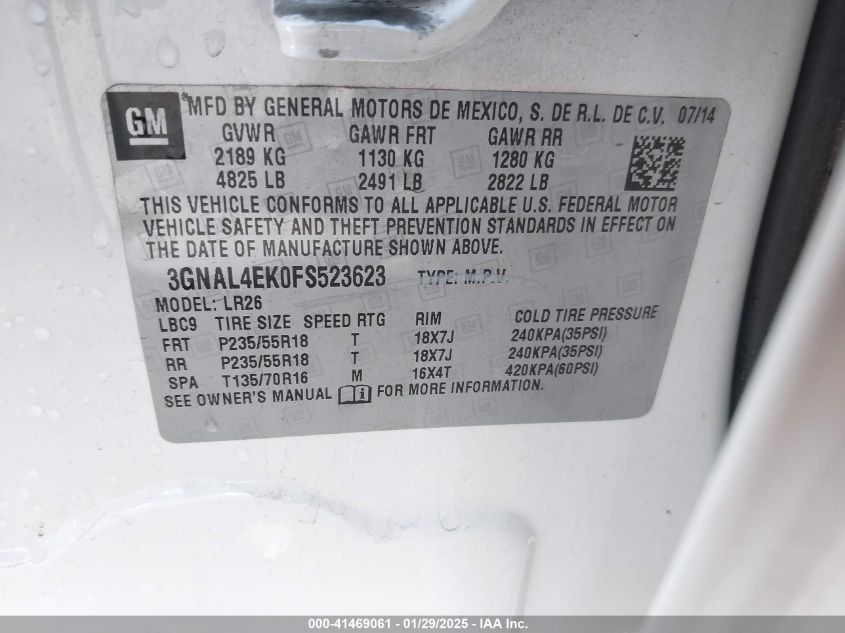 GM *MFD BY GENERAL MOTORS DE MEXICO, S. DE R.L. DE C.V. 07/14
GVWR GAWR FRT GAWR RR
2189 KG 1130 KG 1280 KG
4825 LB 2491 LB 2822 LB
THIS VEHICLE CONFORMS TO ALL APPLICABLE U.S. FEDERAL MOTOR
VEHICLE SAFETY AND THEFT PREVENTION STANDARDS IN EFFECT ON
THE DATE OF MANUFACTURE SHOWN ABOVE.
3GNAL4EK0FS523623 TYPE: M.P.V.
MODEL: LR26
LBC9 TIRE SIZE SPEED RTG RIM COLD TIRE PRESSURE
FRT P235/55R18 T 18X7J 240KPA(35PSI)
RR P235/55R18 T 18X7J 240KPA(35PSI)
SPA T135/70R16 M 16X4T 420KPA(60PSI)
SEE OWNER'S MANUAL FOR MORE INFORMATION.
000-41469061 - 01/29/2025 - IAA Inc.